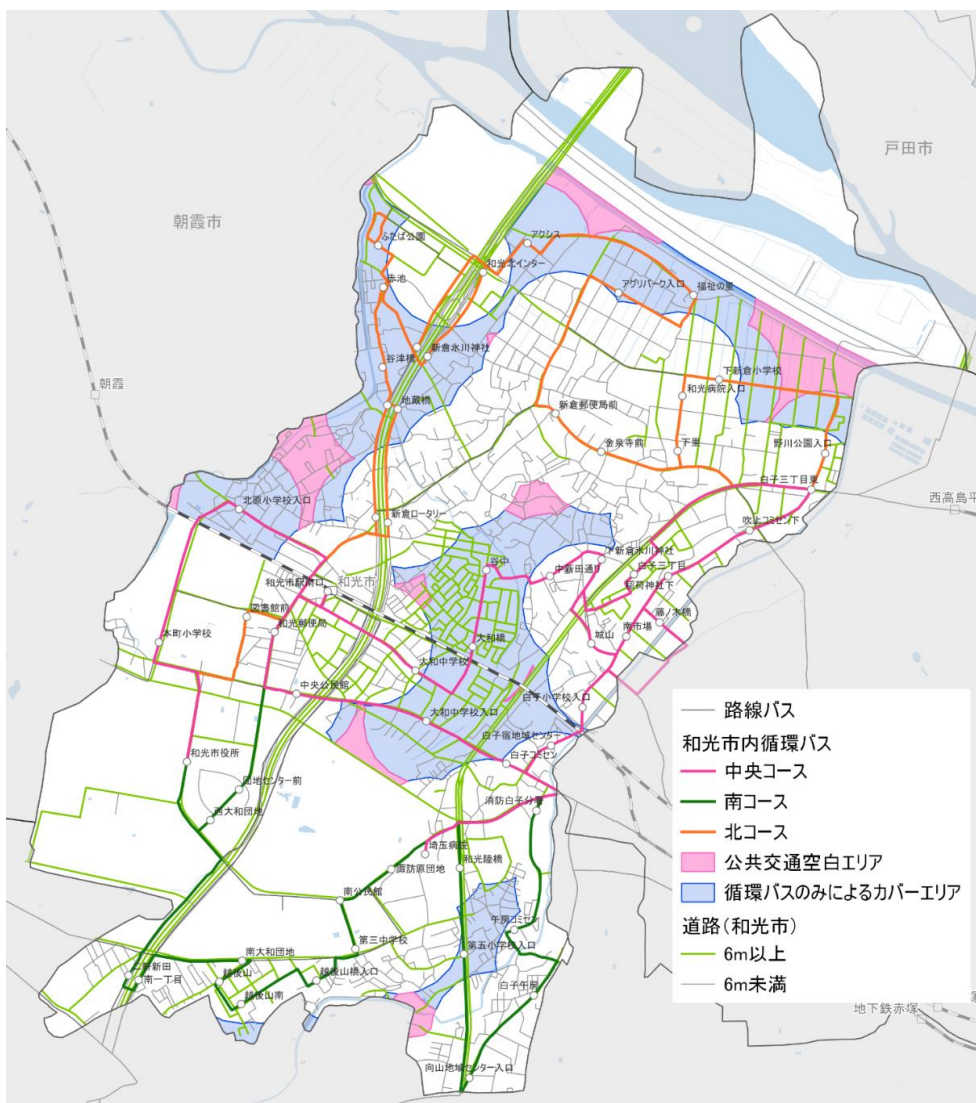 戸田市
朝霞市
アクシス
ふたば公園
和光北インター
赤池
アグリパーク入口
福祉の里
谷津橋
新倉氷川神社
下新倉小学校
朝霞
和光病院入口
地蔵橋
新倉郵便局前
金泉寺前
下里
野川公園入口
白子三丁目東
西高島平
北原小学校入口
新倉ロータリー
吹上コミセン下
下新倉氷川神社
谷中
中新田通り
白子三丁目
和光市駅南口
和光市
稲荷神社下
図書館前
藤ノ木橋
和光郵便局
南市場
本町小学校
大和橋
城山
大和中学校
中央公民館
白子小学校入口
大和中学校入口
白子宿地域センター
白子コミセン
和光市役所
団地センター前
消防白子分署
西大和団地
埼玉病院
諏訪原団地
和光陸橋
南公民館
午房コミセン
第三中学校
第五小学校入口
南大和団地
二軒新田
越後山
越後山橋入口
南一丁目
越後山南
白子午房
地下鉄赤塚
向山地域センター入口
路線バス
和光市内循環バス
中央コース
南コース
北コース
公共交通空白エリア
循環バスのみによるカバーエリア
道路(和光市)
6m以上
6m未満